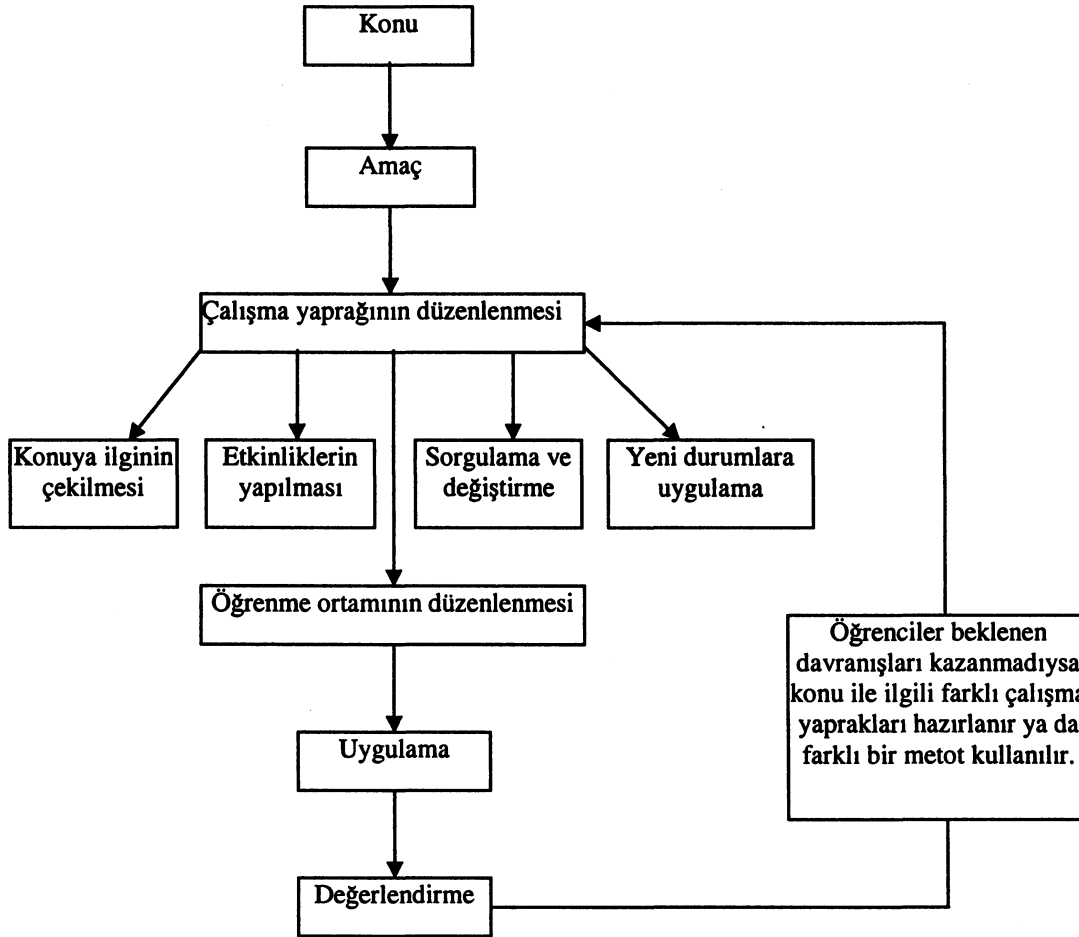 Konu
Amaç
Çalışma yaprağının düzenlenmesi
Konuya ilginin
çekilmesi
Etkinliklerin
yapılması
Sorgulama ve
değiştirme
Yeni durumlara
uygulama
Öğrenme ortamının düzenlenmesi
Öğrenciler beklenen
davranışları kazanmadıysa
konu ile ilgili farklı çalışma
yaprakları hazırlanır ya da
farklı bir metot kullanılır.
Uygulama
Değerlendirme